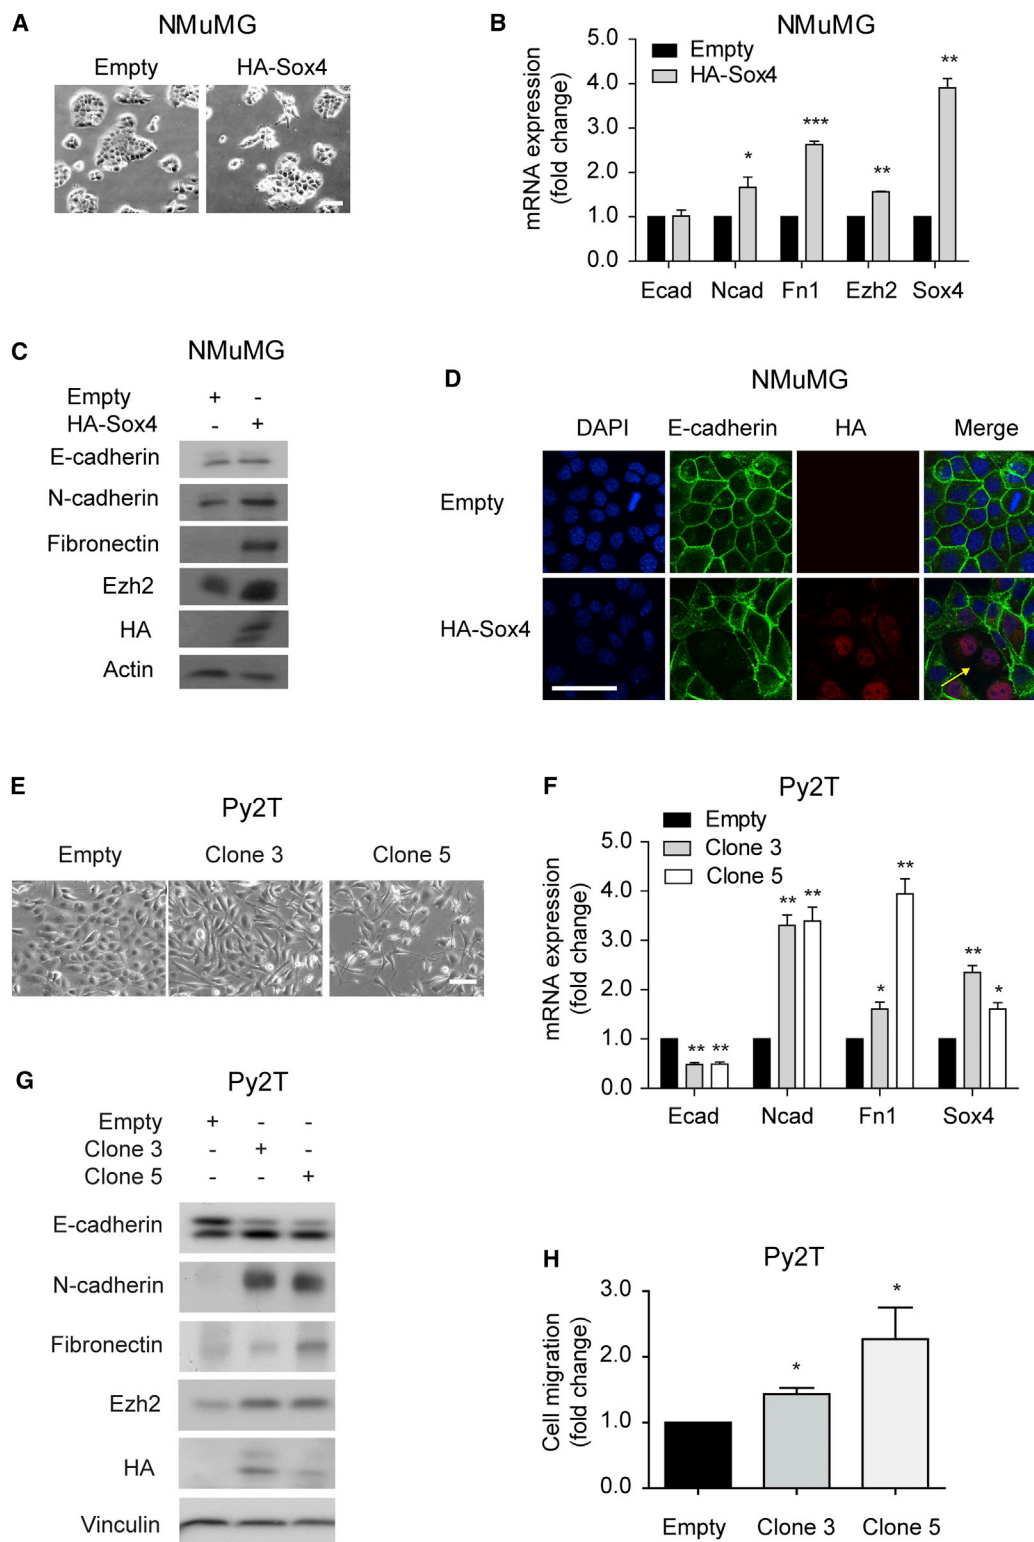 A
NMuMG
Empty HA-Sox4
B
NMuMG
Empty
HA-Sox4
mRNA expression
(fold change)
5.0
4.0
3.0
2.0
1.0
0.0
* *** ** **
Ecad Ncad Fn1 Ezh2 Sox4
C
NMuMG
Empty + -
HA-Sox4 - +
E-cadherin
N-cadherin
Fibronectin
Ezh2
HA
Actin
D
NMuMG
DAPI E-cadherin HA Merge
Empty
HA-Sox4
E
Py2T
Empty Clone 3 Clone 5
F
Py2T
Empty
Clone 3
Clone 5
mRNA expression
(fold change)
5.0
4.0
3.0
2.0
1.0
0.0
** ** ** ** * ** ** *
Ecad Ncad Fn1 Sox4
G
Py2T
Empty + - -
Clone 3 - + -
Clone 5 - - +
E-cadherin
N-cadherin
Fibronectin
Ezh2
HA
Vinculin
H
Py2T
Cell migration
(fold change)
3.0
2.0
1.0
0.0
* *
Empty Clone 3 Clone 5